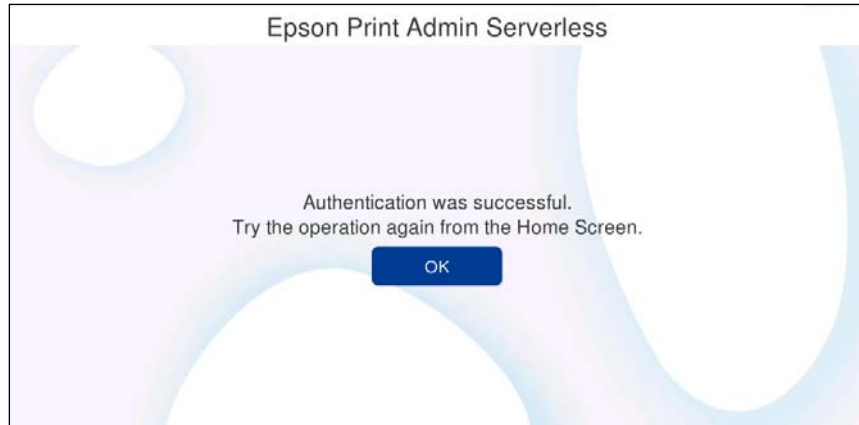 Epson Print Admin Serverless
Authentication was successful.
Try the operation again from the Home Screen.
OK